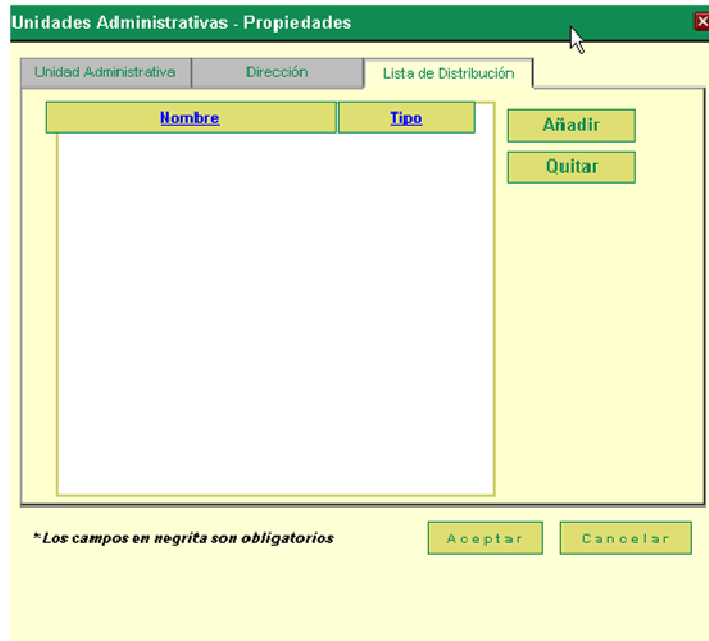 Unidades Administrativas - Propiedades
Unidad Administrativa Dirección Lista de Distribución
Nombre Tipo
Añadir
Quitar
* Los campos en negrita son obligatorios
Aceptar Cancelar